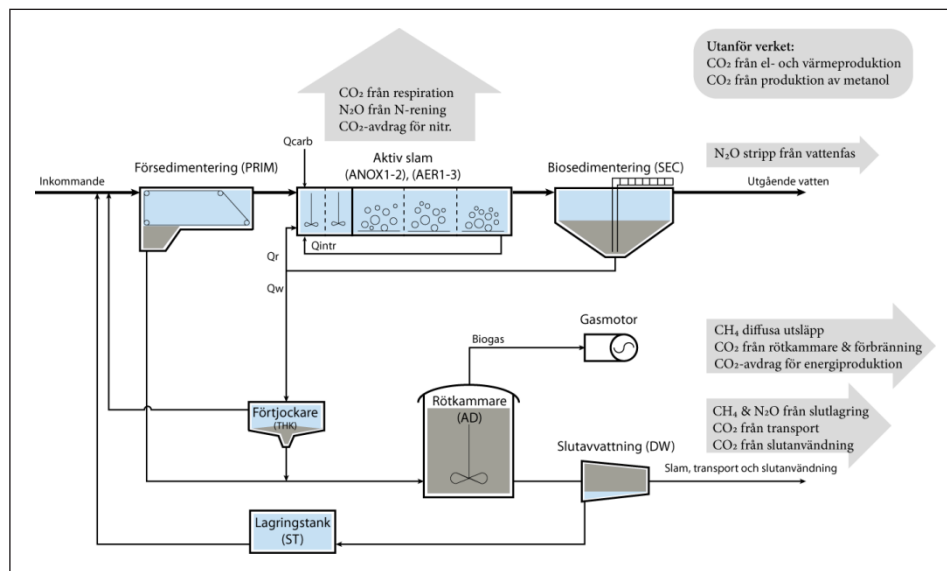 Utanför verket:
CO₂ från el- och värmeproduktion
CO₂ från produktion av metanol
CO₂ från respiration
N₂O från N-rening
CO₂-avdrag för nitr.
Qcarb
Försedimentering (PRIM)
Aktiv slam
(ANOX1-2), (AER1-3)
Biosedimentering (SEC)
N₂O stripp från vattenfas
Inkommande
Utgående vatten
Qintr
Qr
Qw
Gasmotor
Biogas
CH₄ diffusa utsläpp
CO₂ från rötkammare & förbränning
CO₂-avdrag för energiproduktion
Förtjockare
(THK)
Rötkammare
(AD)
CH₄ & N₂O från slutlagring
CO₂ från transport
CO₂ från slutanvändning
Slutavvattning (DW)
Slam, transport och slutanvändning
Lagringstank
(ST)